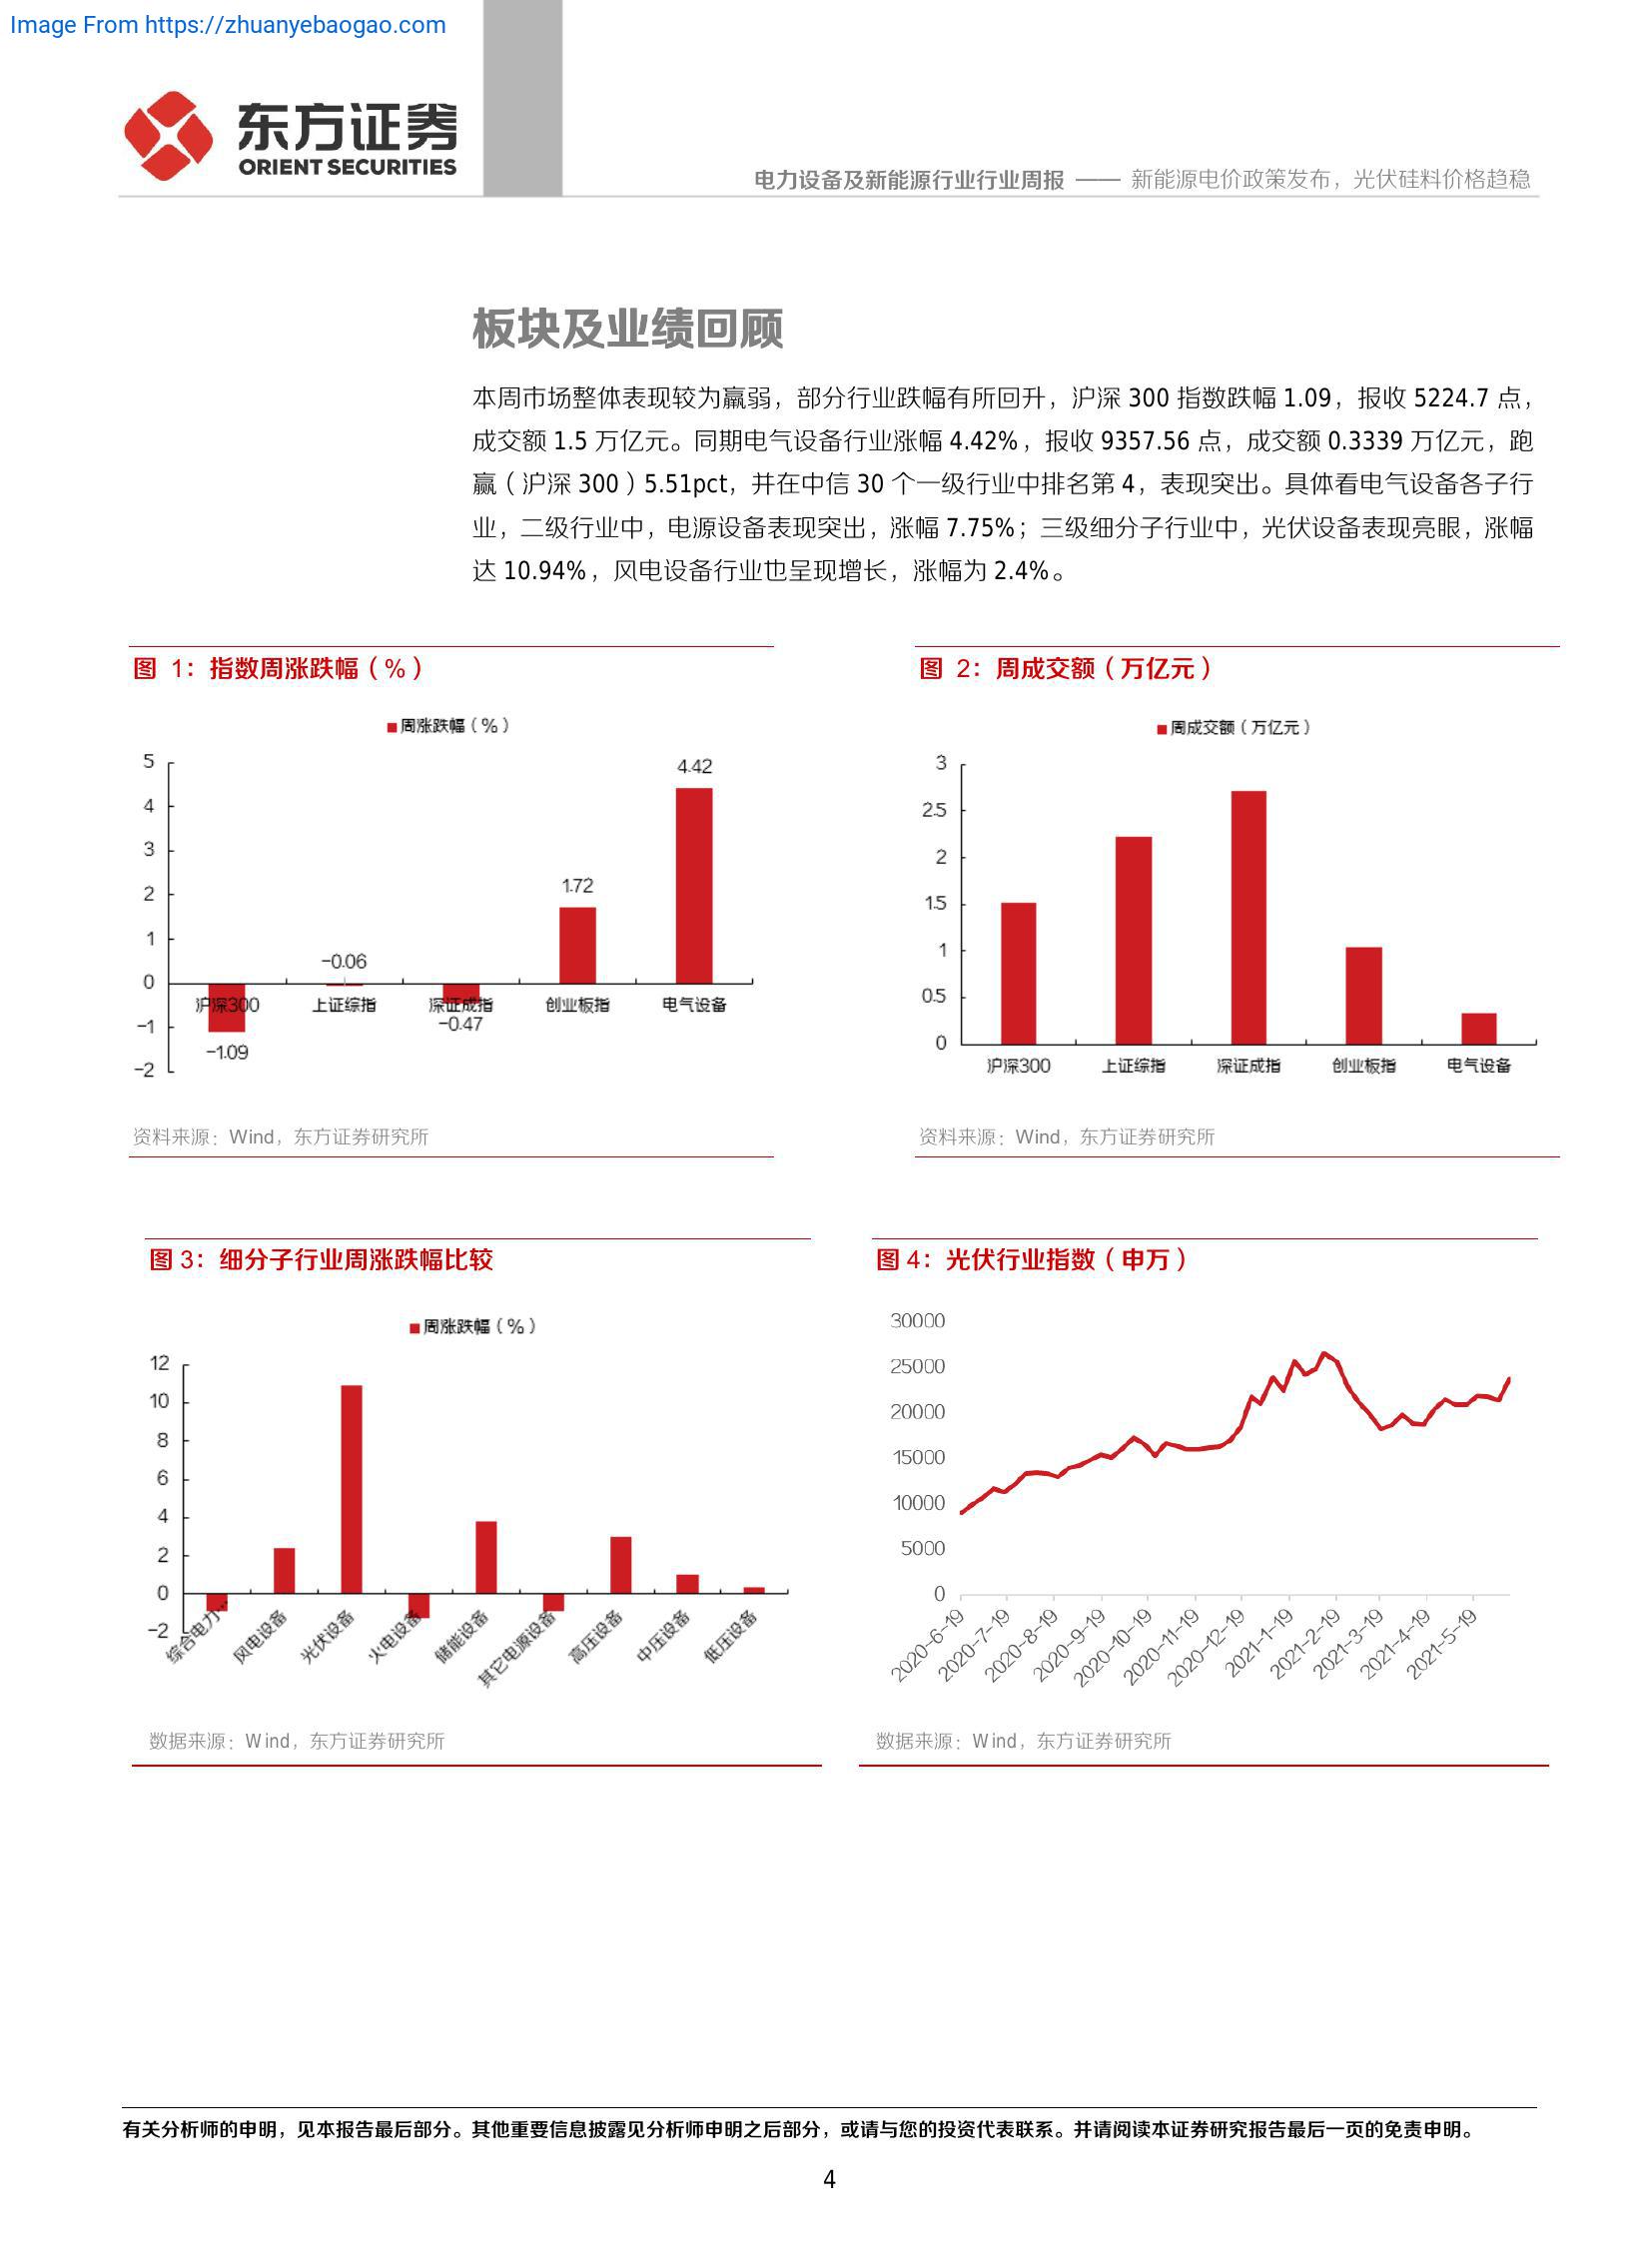 Image From https://zhuanyebaogao.com
东方证券
ORIENT SECURITIES
电力设备及新能源行业行业周报 —— 新能源电价政策发布，光伏硅料价格趋稳
板块及业绩回顾
本周市场整体表现较为羸弱，部分行业跌幅有所回升，沪深 300 指数跌幅 1.09，报收 5224.7 点，
成交额 1.5 万亿元。同期电气设备行业涨幅 4.42%，报收 9357.56 点，成交额 0.3339 万亿元，跑
赢（沪深 300）5.51pct，并在中信 30 个一级行业中排名第 4，表现突出。具体看电气设备各子行
业，二级行业中，电源设备表现突出，涨幅 7.75%；三级细分子行业中，光伏设备表现亮眼，涨幅
达 10.94%，风电设备行业也呈现增长，涨幅为 2.4%。
图 1：指数周涨跌幅（%）
周涨跌幅（%）
5
4
3
2
1
0
-1
-2
-1.09
-0.06
-0.47
1.72
4.42
沪深300
上证综指
深证成指
创业板指
电气设备
资料来源：Wind，东方证券研究所
图 2：周成交额（万亿元）
周成交额（万亿元）
3
2.5
2
1.5
1
0.5
0
沪深300
上证综指
深证成指
创业板指
电气设备
资料来源：Wind，东方证券研究所
图 3：细分子行业周涨跌幅比较
周涨跌幅（%）
12
10
8
6
4
2
0
-2
综合电力…
风电设备
光伏设备
火电设备
储能设备
其它电源设备
高压设备
中压设备
低压设备
数据来源：Wind，东方证券研究所
图 4：光伏行业指数（申万）
30000
25000
20000
15000
10000
5000
0
2020-6-19
2020-7-19
2020-8-19
2020-9-19
2020-10-19
2020-11-19
2020-12-19
2021-1-19
2021-2-19
2021-3-19
2021-4-19
2021-5-19
数据来源：Wind，东方证券研究所
有关分析师的申明，见本报告最后部分。其他重要信息披露见分析师申明之后部分，或请与您的投资代表联系。并请阅读本证券研究报告最后一页的免责申明。
4